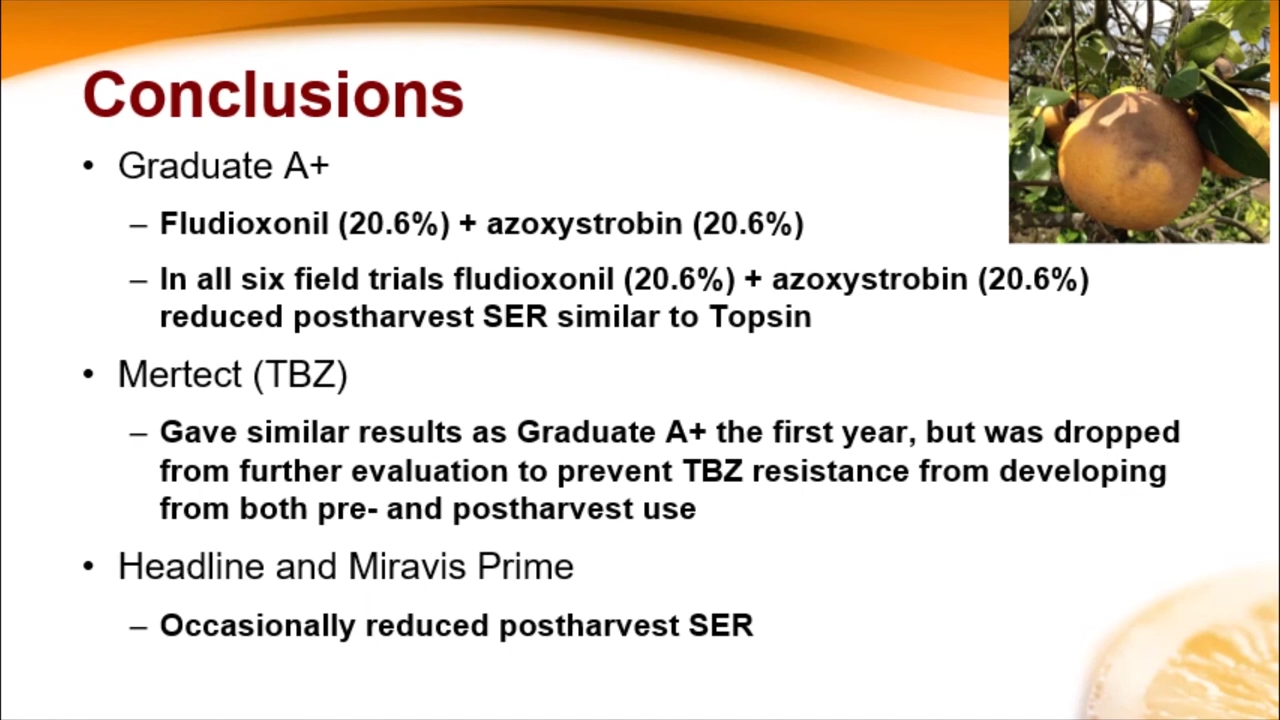 Conclusions
• Graduate A+
– Fludioxonil (20.6%) + azoxystrobin (20.6%)
– In all six field trials fludioxonil (20.6%) + azoxystrobin (20.6%)
reduced postharvest SER similar to Topsin
• Mertect (TBZ)
– Gave similar results as Graduate A+ the first year, but was dropped
from further evaluation to prevent TBZ resistance from developing
from both pre- and postharvest use
• Headline and Miravis Prime
– Occasionally reduced postharvest SER